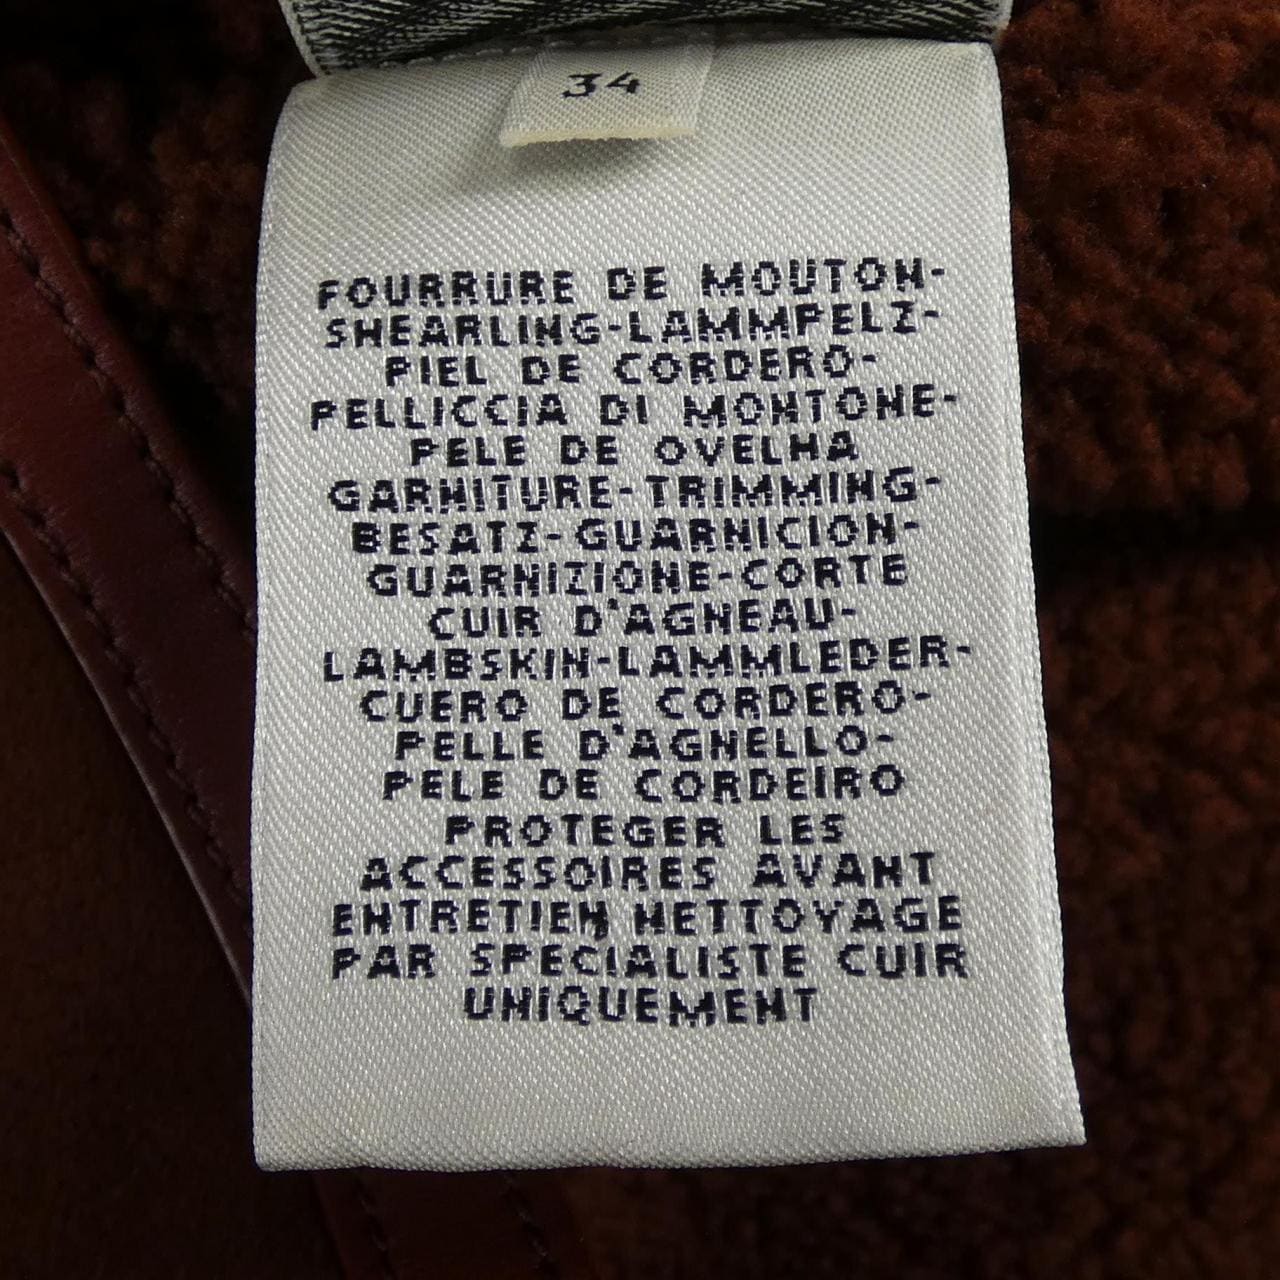 34
FOURRURE DE MOUTON-
SHEARLING-LAMMPELZ-
PIEL DE CORDERO-
PELLICCIA DI MONTONE-
PELE DE OVELHA
GARNITURE-TRIMMING-
BESATZ-GUARNICION-
GUARNIZIONE-CORTE
CUIR D'AGNEAU-
LAMBSKIN-LAMMLEDER-
CUERO DE CORDERO-
PELLE D'AGNELLO-
PELE DE CORDEIRO
PROTEGER LES
ACCESSOIRES AVANT
ENTRETIEN, NETTOYAGE
PAR SPECIALISTE CUIR
UNIQUEMENT